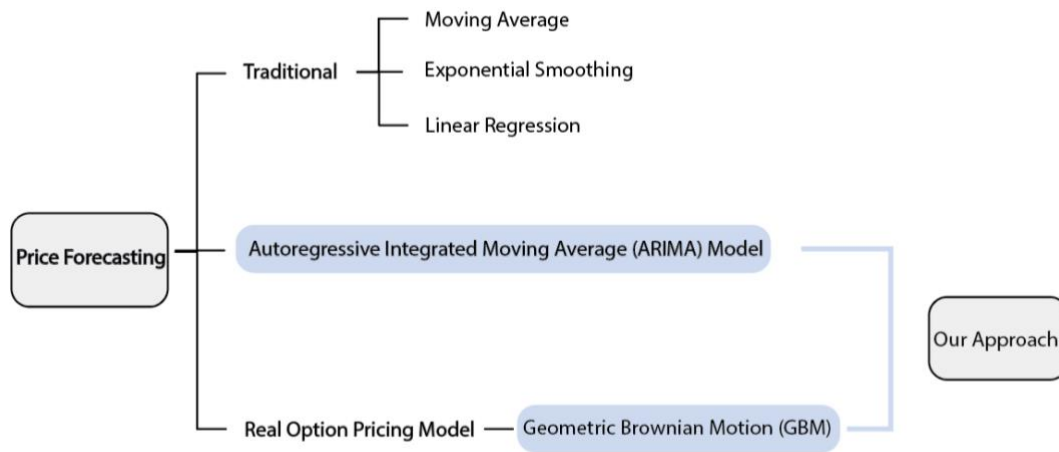 Moving Average
Traditional
Exponential Smoothing
Linear Regression
Price Forecasting
Autoregressive Integrated Moving Average (ARIMA) Model
Our Approach
Real Option Pricing Model
Geometric Brownian Motion (GBM)